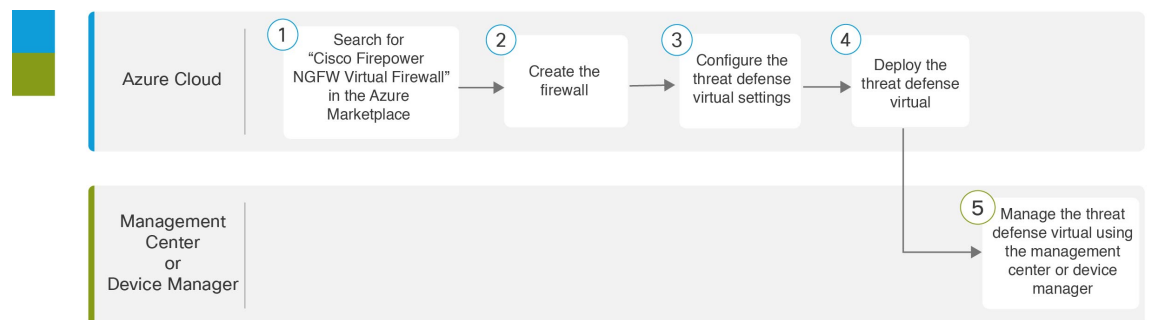 Azure Cloud
1
Search for
“Cisco Firepower
NGFW Virtual Firewall”
in the Azure
Marketplace
2
Create the
firewall
3
Configure the
threat defense
virtual settings
4
Deploy the
threat defense
virtual
Management
Center
or
Device Manager
5
Manage the threat
defense virtual using
the management
center or device
manager